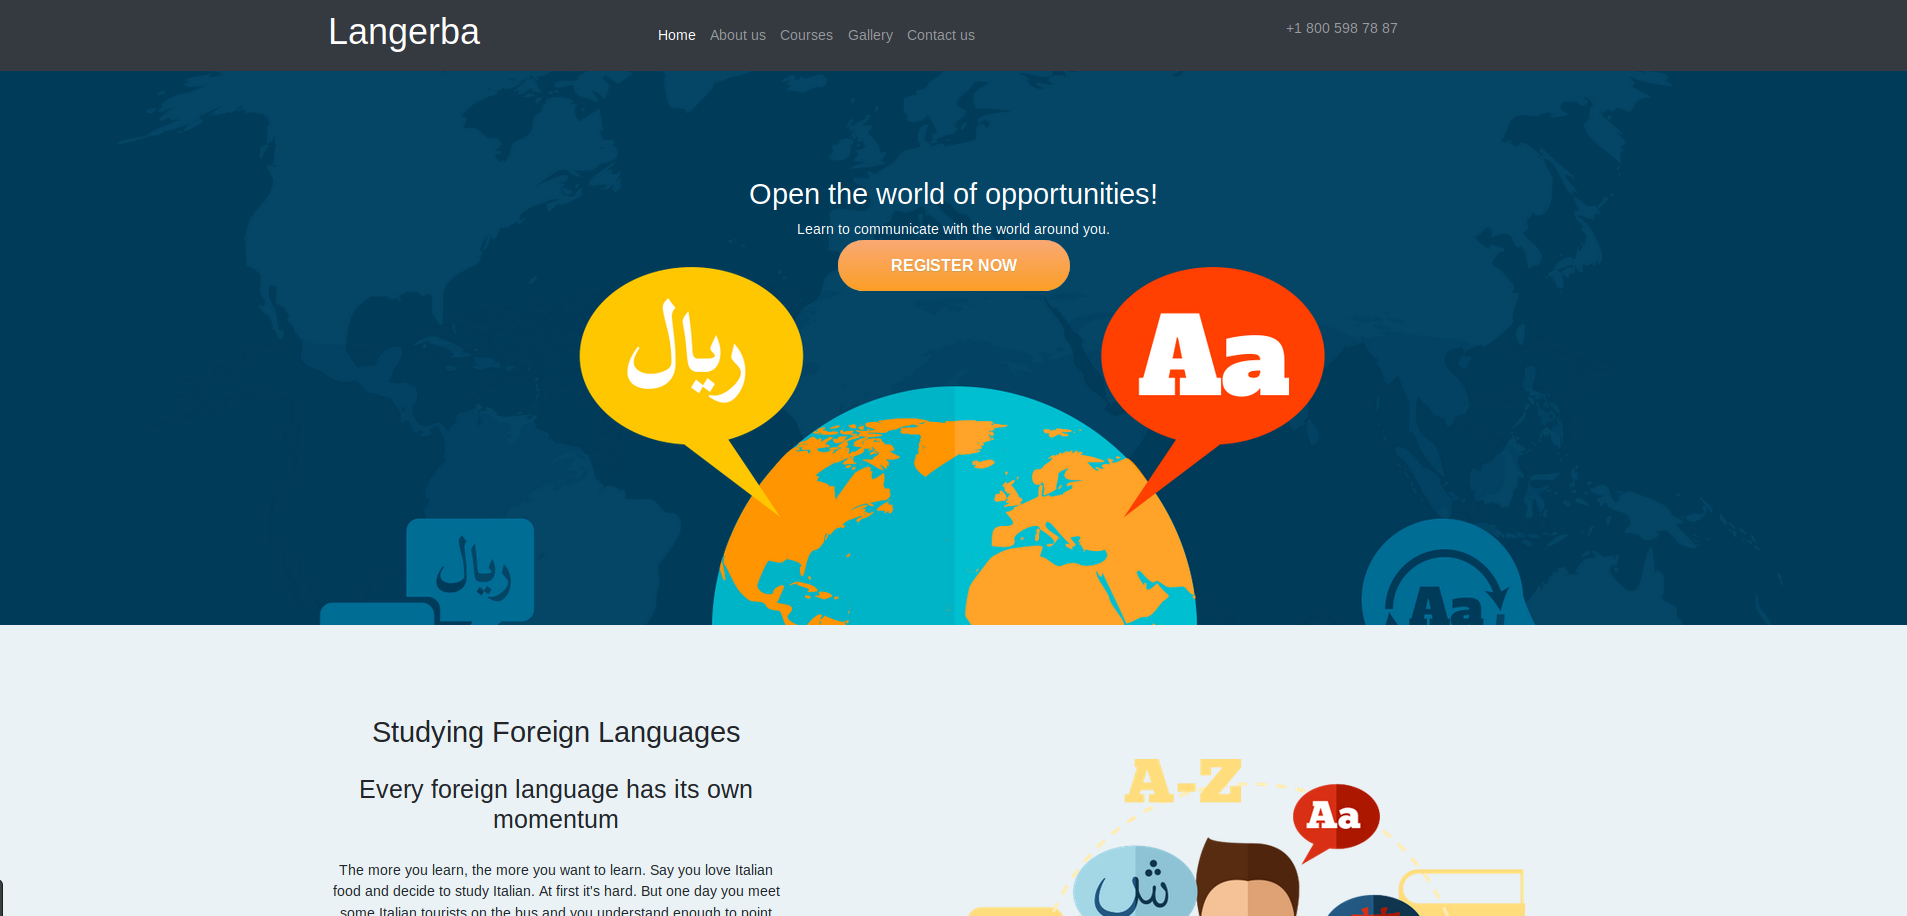 Langerba
Home About us Courses Gallery Contact us
+1 800 598 78 87
Open the world of opportunities!
Learn to communicate with the world around you.
REGISTER NOW
ریال
Aa
ریال
Aa
Studying Foreign Languages
Every foreign language has its own
momentum
The more you learn, the more you want to learn. Say you love Italian
food and decide to study Italian. At first it's hard. But one day you meet
some Italian tourists on the bus and you understand enough to point
A-Z
Aa
ش